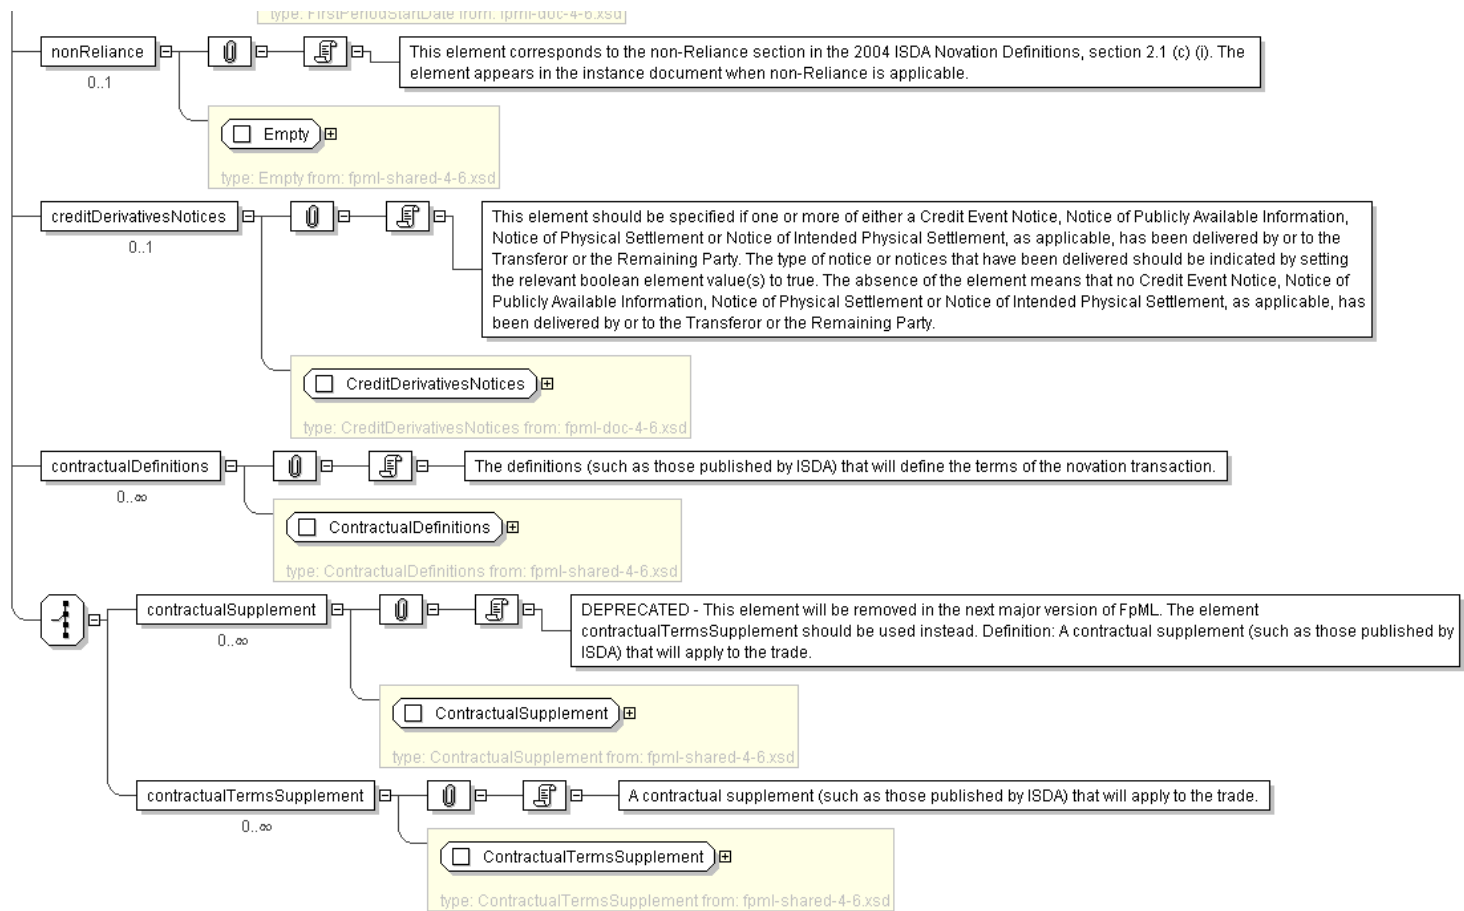 type: FirstPeriodStartDate from: fpml-doc-4-6.xsd
nonReliance
0..1
This element corresponds to the non-Reliance section in the 2004 ISDA Novation Definitions, section 2.1 (c) (i). The
element appears in the instance document when non-Reliance is applicable.
Empty
type: Empty from: fpml-shared-4-6.xsd
creditDerivativesNotices
0..1
This element should be specified if one or more of either a Credit Event Notice, Notice of Publicly Available Information,
Notice of Physical Settlement or Notice of Intended Physical Settlement, as applicable, has been delivered by or to the
Transferor or the Remaining Party. The type of notice or notices that have been delivered should be indicated by setting
the relevant boolean element value(s) to true. The absence of the element means that no Credit Event Notice, Notice of
Publicly Available Information, Notice of Physical Settlement or Notice of Intended Physical Settlement, as applicable, has
been delivered by or to the Transferor or the Remaining Party.
CreditDerivativesNotices
type: CreditDerivativesNotices from: fpml-doc-4-6.xsd
contractualDefinitions
0..∞
The definitions (such as those published by ISDA) that will define the terms of the novation transaction.
ContractualDefinitions
type: ContractualDefinitions from: fpml-shared-4-6.xsd
contractualSupplement
0..∞
DEPRECATED - This element will be removed in the next major version of FpML. The element
contractualTermsSupplement should be used instead. Definition: A contractual supplement (such as those published by
ISDA) that will apply to the trade.
ContractualSupplement
type: ContractualSupplement from: fpml-shared-4-6.xsd
contractualTermsSupplement
0..∞
A contractual supplement (such as those published by ISDA) that will apply to the trade.
ContractualTermsSupplement
type: ContractualTermsSupplement from: fpml-shared-4-6.xsd